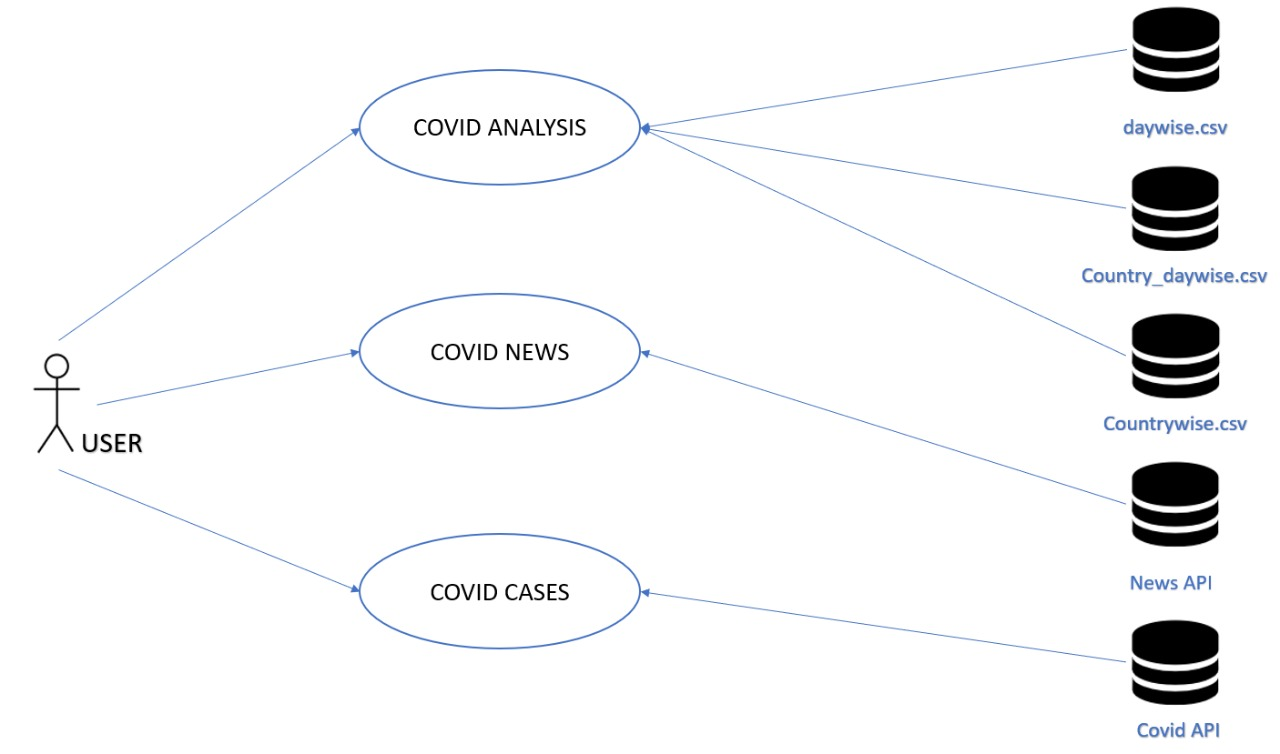 COVID ANALYSIS
daywise.csv
Country_daywise.csv
COVID NEWS
Countrywise.csv
USER
News API
COVID CASES
Covid API